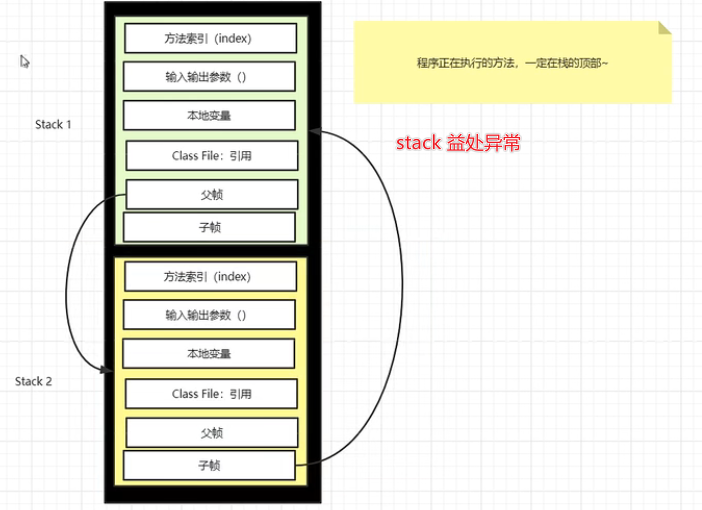 方法索引（index）
输入输出参数（）
本地变量
Class File：引用
父帧
子帧
Stack 1
方法索引（index）
输入输出参数（）
本地变量
Class File：引用
父帧
子帧
Stack 2
程序正在执行的方法，一定在栈的顶部~
stack 益处异常